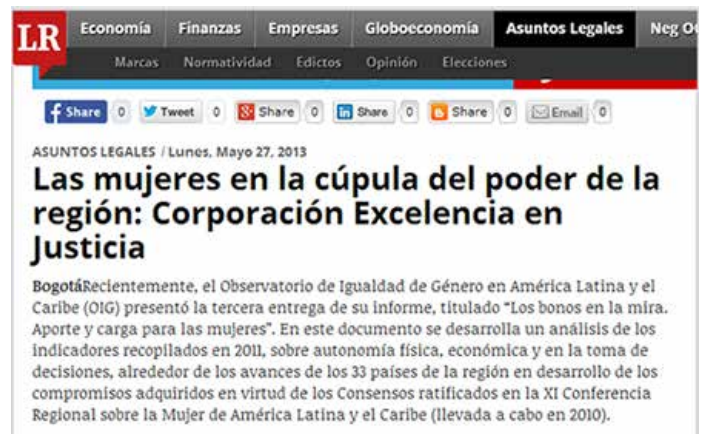 LR
Economía Finanzas Empresas Globoeconomía Asuntos Legales Neg
Marcas Normatividad Edictos Opinión Elecciones
f Share 0 Tweet 0 8 Share 0 in Share 0 Share 0 Email 0
ASUNTOS LEGALES / Lunes, Mayo 27, 2013
Las mujeres en la cúpula del poder de la
región: Corporación Excelencia en
Justicia
BogotáRecientemente, el Observatorio de Igualdad de Género en América Latina y el
Caribe (OIG) presentó la tercera entrega de su informe, titulado “Los bonos en la mira.
Aporte y carga para las mujeres”. En este documento se desarrolla un análisis de los
indicadores recopilados en 2011, sobre autonomía física, económica y en la toma de
decisiones, alrededor de los avances de los 33 países de la región en desarrollo de los
compromisos adquiridos en virtud de los Consensos ratificados en la XI Conferencia
Regional sobre la Mujer de América Latina y el Caribe (llevada a cabo en 2010).